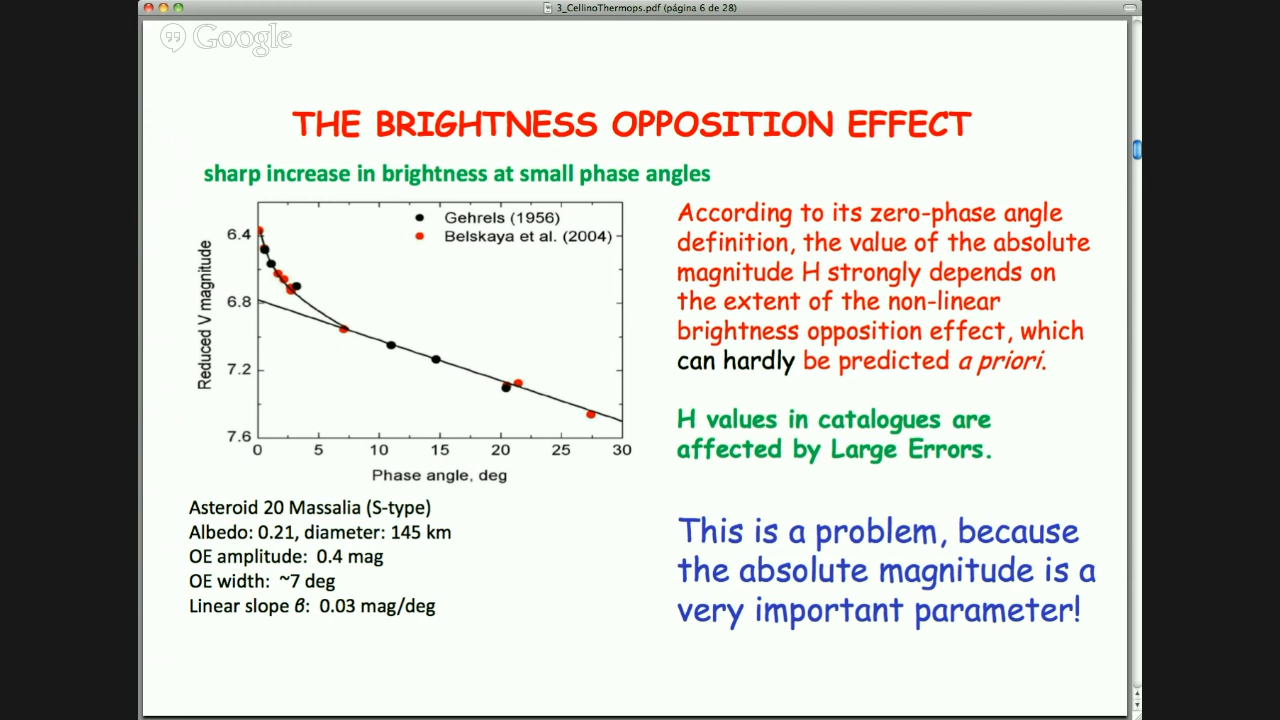 3_CellinoThermops.pdf (página 6 de 28)
Google
THE BRIGHTNESS OPPOSITION EFFECT
sharp increase in brightness at small phase angles
Gehrels (1956)
Belskaya et al. (2004)
6.4
6.8
7.2
7.6
Reduced V magnitude
0 5 10 15 20 25 30
Phase angle, deg
Asteroid 20 Massalia (S-type)
Albedo: 0.21, diameter: 145 km
OE amplitude: 0.4 mag
OE width: ~7 deg
Linear slope β: 0.03 mag/deg
According to its zero-phase angle
definition, the value of the absolute
magnitude H strongly depends on
the extent of the non-linear
brightness opposition effect, which
can hardly be predicted a priori.
H values in catalogues are
affected by Large Errors.
This is a problem, because
the absolute magnitude is a
very important parameter!